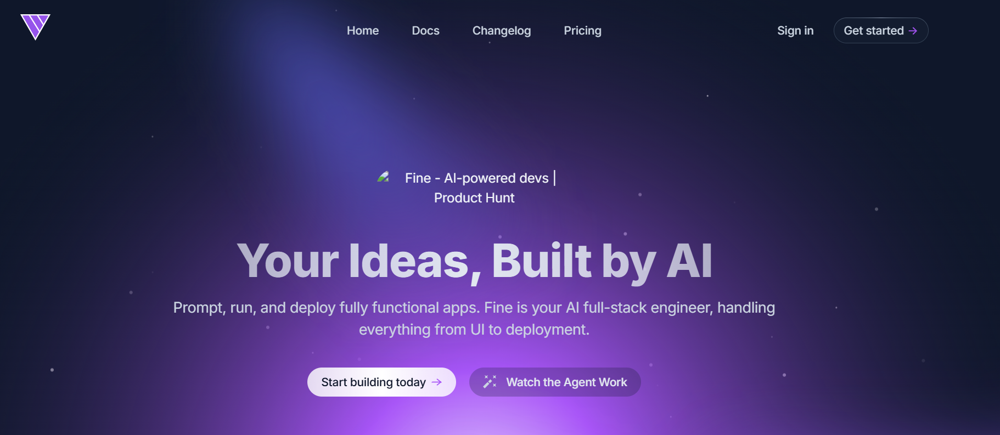 Home
Docs
Changelog
Pricing
Sign in
Get started
Fine - AI-powered devs |
Product Hunt
Your Ideas, Built by AI
Prompt, run, and deploy fully functional apps. Fine is your AI full-stack engineer, handling
everything from UI to deployment.
Start building today
Watch the Agent Work